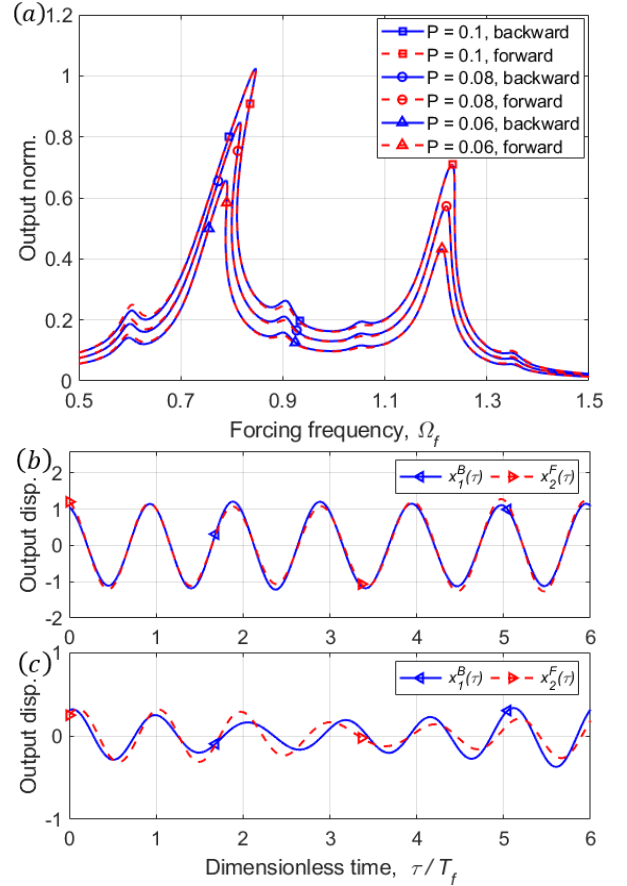 (a)
1.2
1
0.8
0.6
0.4
0.2
0
Output norm.
P = 0.1, backward
P = 0.1, forward
P = 0.08, backward
P = 0.08, forward
P = 0.06, backward
P = 0.06, forward
0.5 0.7 0.9 1.1 1.3 1.5
Forcing frequency, Ω_f
(b)
2
1
0
-1
-2
Output disp.
x_1^B(τ) x_2^F(τ)
0 1 2 3 4 5 6
(c)
1
0
-1
Output disp.
x_1^B(τ) x_2^F(τ)
0 1 2 3 4 5 6
Dimensionless time, τ / T_f